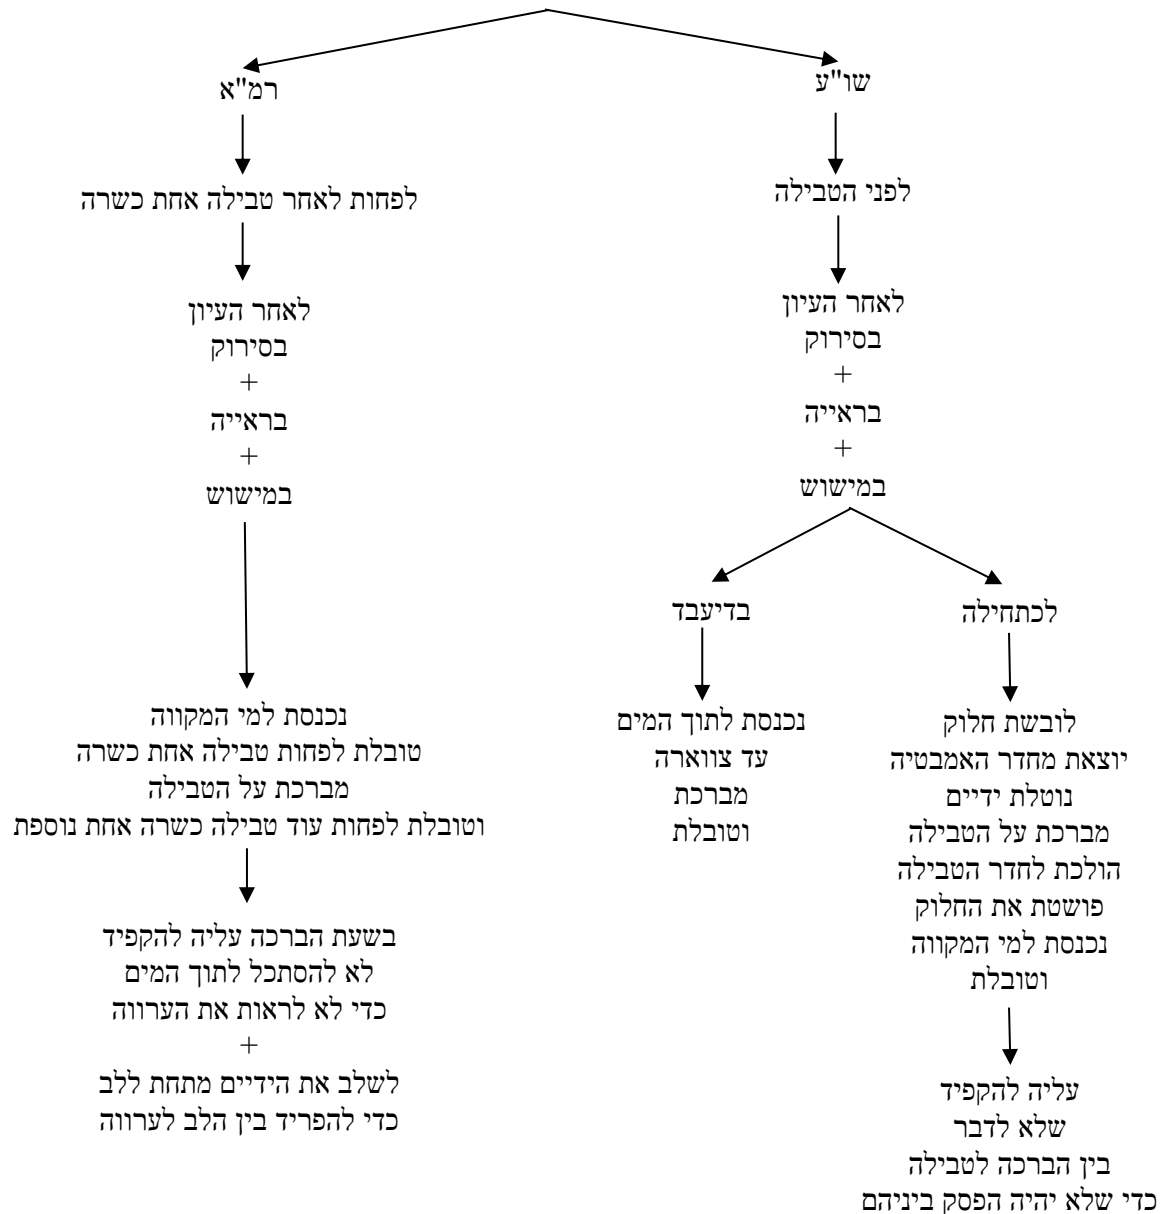 שו"ע
לפני הטבילה
לאחר העיון
בסירוק
+
בראייה
+
במישוש
לכתחילה
לובשת חלוק
יוצאת מחדר האמבטיה
נוטלת ידיים
מברכת על הטבילה
הולכת לחדר הטבילה
פושטת את החלוק
נכנסת למי המקווה
וטובלת
עליה להקפיד
שלא לדבר
בין הברכה לטבילה
כדי שלא יהיה הפסק ביניהם
בדיעבד
נכנסת לתוך המים
עד צווארה
מברכת
וטובלת
רמ"א
לפחות לאחר טבילה אחת כשרה
לאחר העיון
בסירוק
+
בראייה
+
במישוש
נכנסת למי המקווה
טובלת לפחות טבילה אחת כשרה
מברכת על הטבילה
וטובלת לפחות עוד טבילה כשרה אחת נוספת
בשעת הברכה עליה להקפיד
לא להסתכל לתוך המים
כדי לא לראות את הערווה
+
לשלב את הידיים מתחת ללב
כדי להפריד בין הלב לערווה